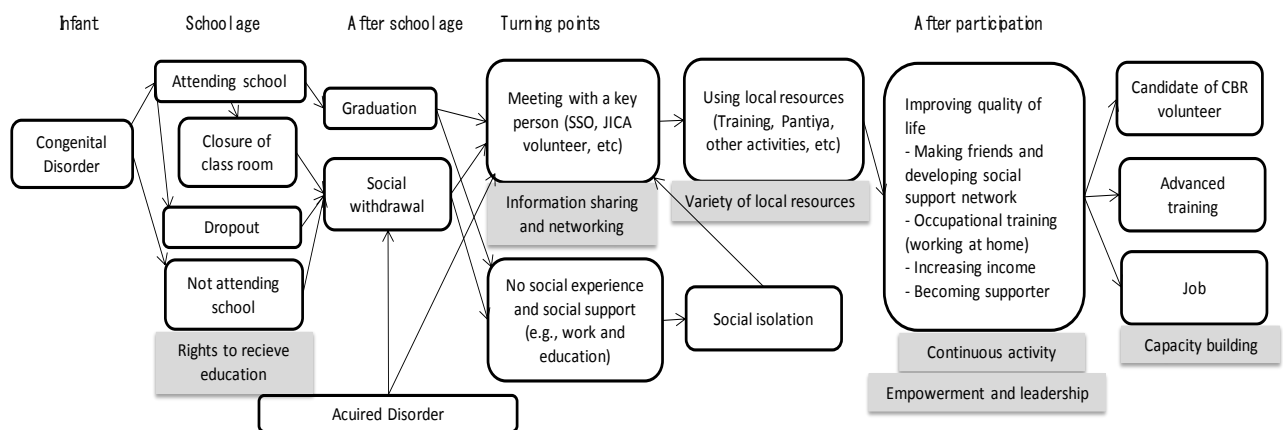 Infant
School age
After school age
Turning points
After participation
Congenital
Disorder
Attending school
Closure of
class room
Dropout
Not attending
school
Rights to recieve
education
Graduation
Social
withdrawal
Acuired Disorder
Meeting with a key
person (SSO, JICA
volunteer, etc)
Information sharing
and networking
No social experience
and social support
(e.g., work and
education)
Using local resources
(Training, Pantiya,
other activities, etc)
Variety of local resources
Social isolation
Improving quality of
life
- Making friends and
developing social
support network
- Occupational training
(working at home)
- Increasing income
- Becoming supporter
Continuous activity
Empowerment and leadership
Candidate of CBR
volunteer
Advanced
training
Job
Capacity building